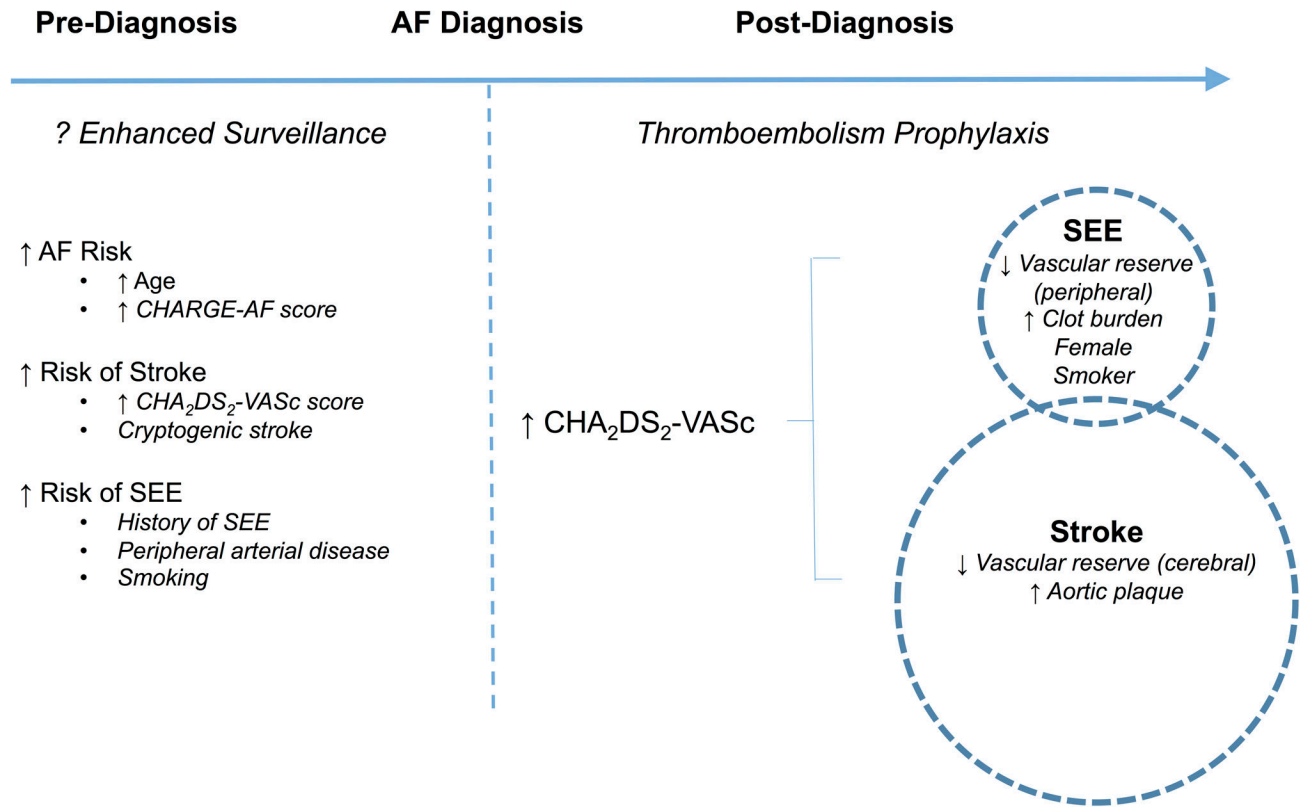 Pre-Diagnosis AF Diagnosis Post-Diagnosis
? Enhanced Surveillance Thromboembolism Prophylaxis
↑ AF Risk
• ↑ Age
• ↑ CHARGE-AF score
↑ Risk of Stroke
• ↑ CHA₂DS₂-VASc score
• Cryptogenic stroke
↑ Risk of SEE
• History of SEE
• Peripheral arterial disease
• Smoking
↑ CHA₂DS₂-VASc
SEE
↓ Vascular reserve
(peripheral)
↑ Clot burden
Female
Smoker
Stroke
↓ Vascular reserve (cerebral)
↑ Aortic plaque